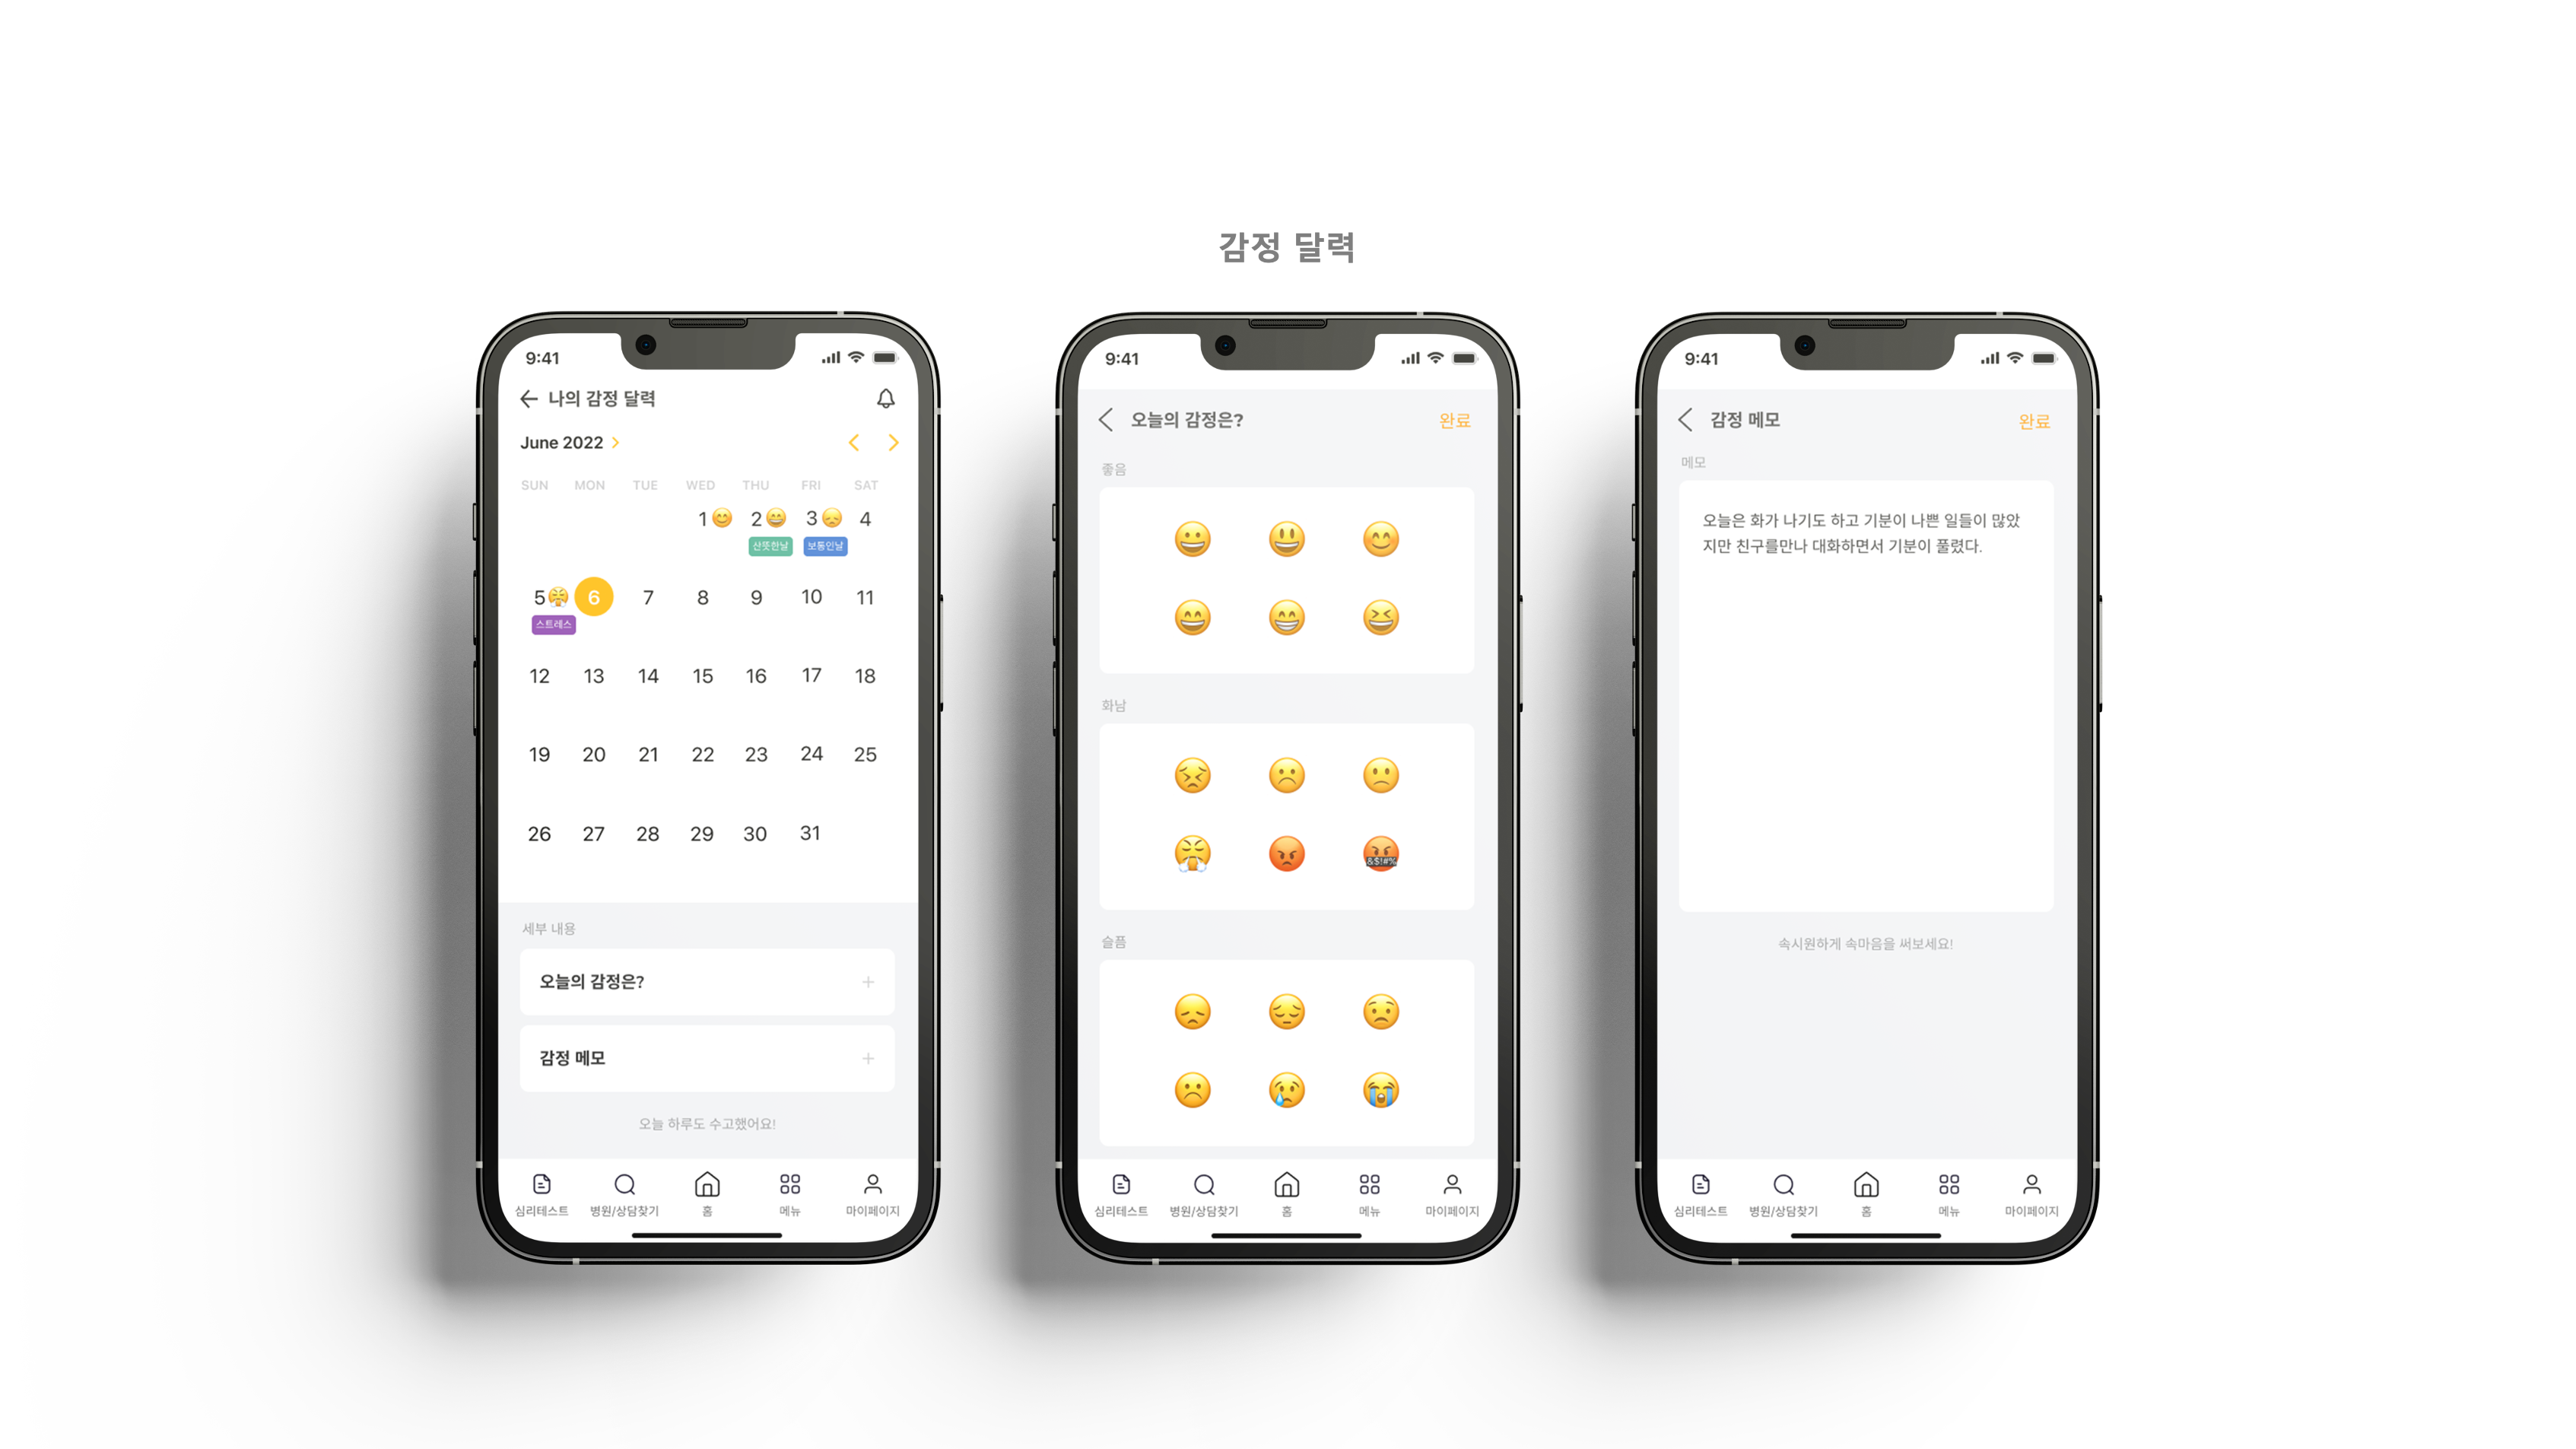 감정 달력
9:41
나의 감정 달력
June 2022
SUN MON TUE WED THU FRI SAT
1 2 3 4
산뜻한날 보통인날
5 6 7 8 9 10 11
스트레스
12 13 14 15 16 17 18
19 20 21 22 23 24 25
26 27 28 29 30 31
세부 내용
오늘의 감정은?
감정 메모
오늘 하루도 수고했어요!
심리테스트 병원/상담찾기 홈 메뉴 마이페이지
9:41
오늘의 감정은? 완료
좋음
화남
&$!#%
슬픔
심리테스트 병원/상담찾기 홈 메뉴 마이페이지
9:41
감정 메모 완료
메모
오늘은 화가 나기도 하고 기분이 나쁜 일들이 많았
지만 친구를만나 대화하면서 기분이 풀렸다.
속시원하게 속마음을 써보세요!
심리테스트 병원/상담찾기 홈 메뉴 마이페이지